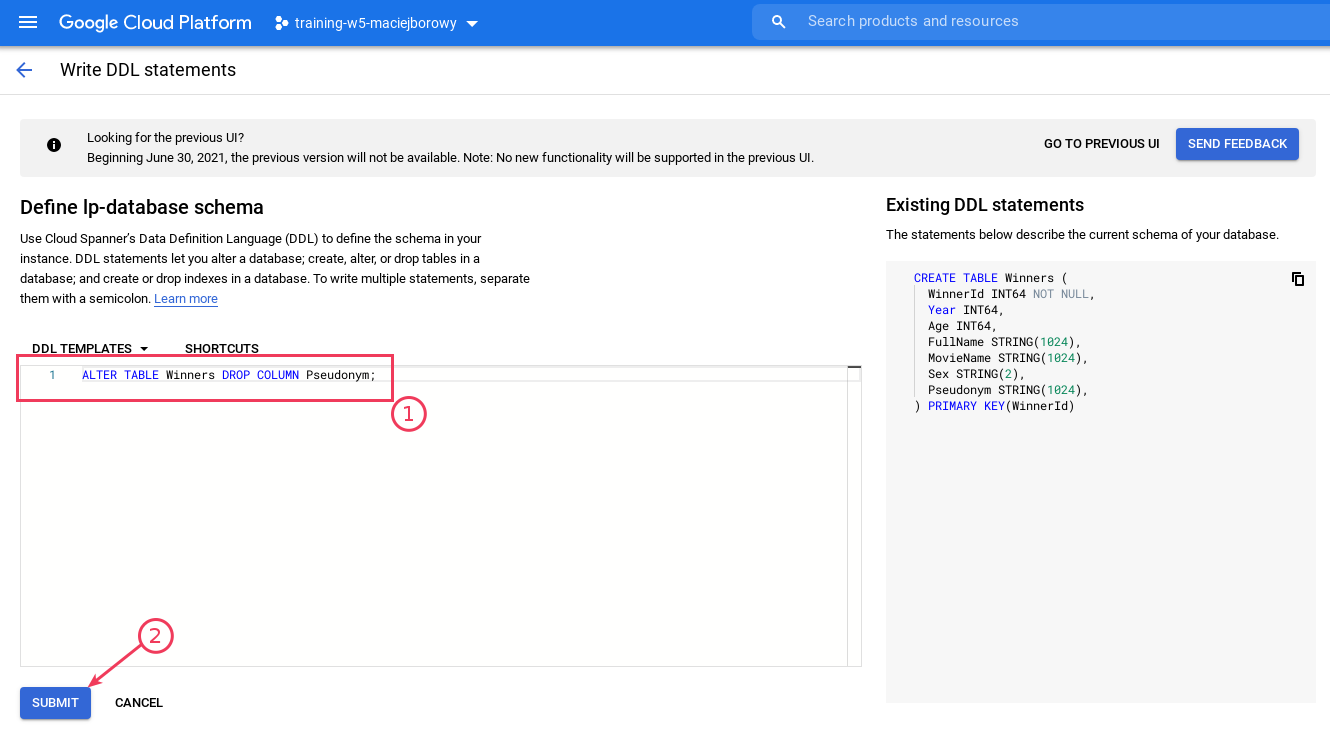 Google Cloud Platform training-w5-maciejborowy Search products and resources
Write DDL statements
Looking for the previous UI?
Beginning June 30, 2021, the previous version will not be available. Note: No new functionality will be supported in the previous UI.
GO TO PREVIOUS UI SEND FEEDBACK
Define lp-database schema
Use Cloud Spanner’s Data Definition Language (DDL) to define the schema in your
instance. DDL statements let you alter a database; create, alter, or drop tables in a
database; and create or drop indexes in a database. To write multiple statements, separate
them with a semicolon. Learn more
DDL TEMPLATES SHORTCUTS
1 ALTER TABLE Winners DROP COLUMN Pseudonym;
1
2
SUBMIT CANCEL
Existing DDL statements
The statements below describe the current schema of your database.
CREATE TABLE Winners (
WinnerId INT64 NOT NULL,
Year INT64,
Age INT64,
FullName STRING(1024),
MovieName STRING(1024),
Sex STRING(2),
Pseudonym STRING(1024),
) PRIMARY KEY(WinnerId)